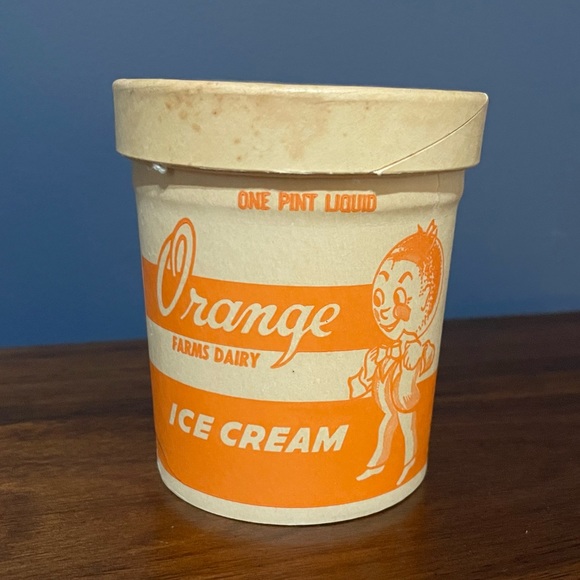 ONE PINT LIQUID
Orange
FARMS DAIRY
ICE CREAM